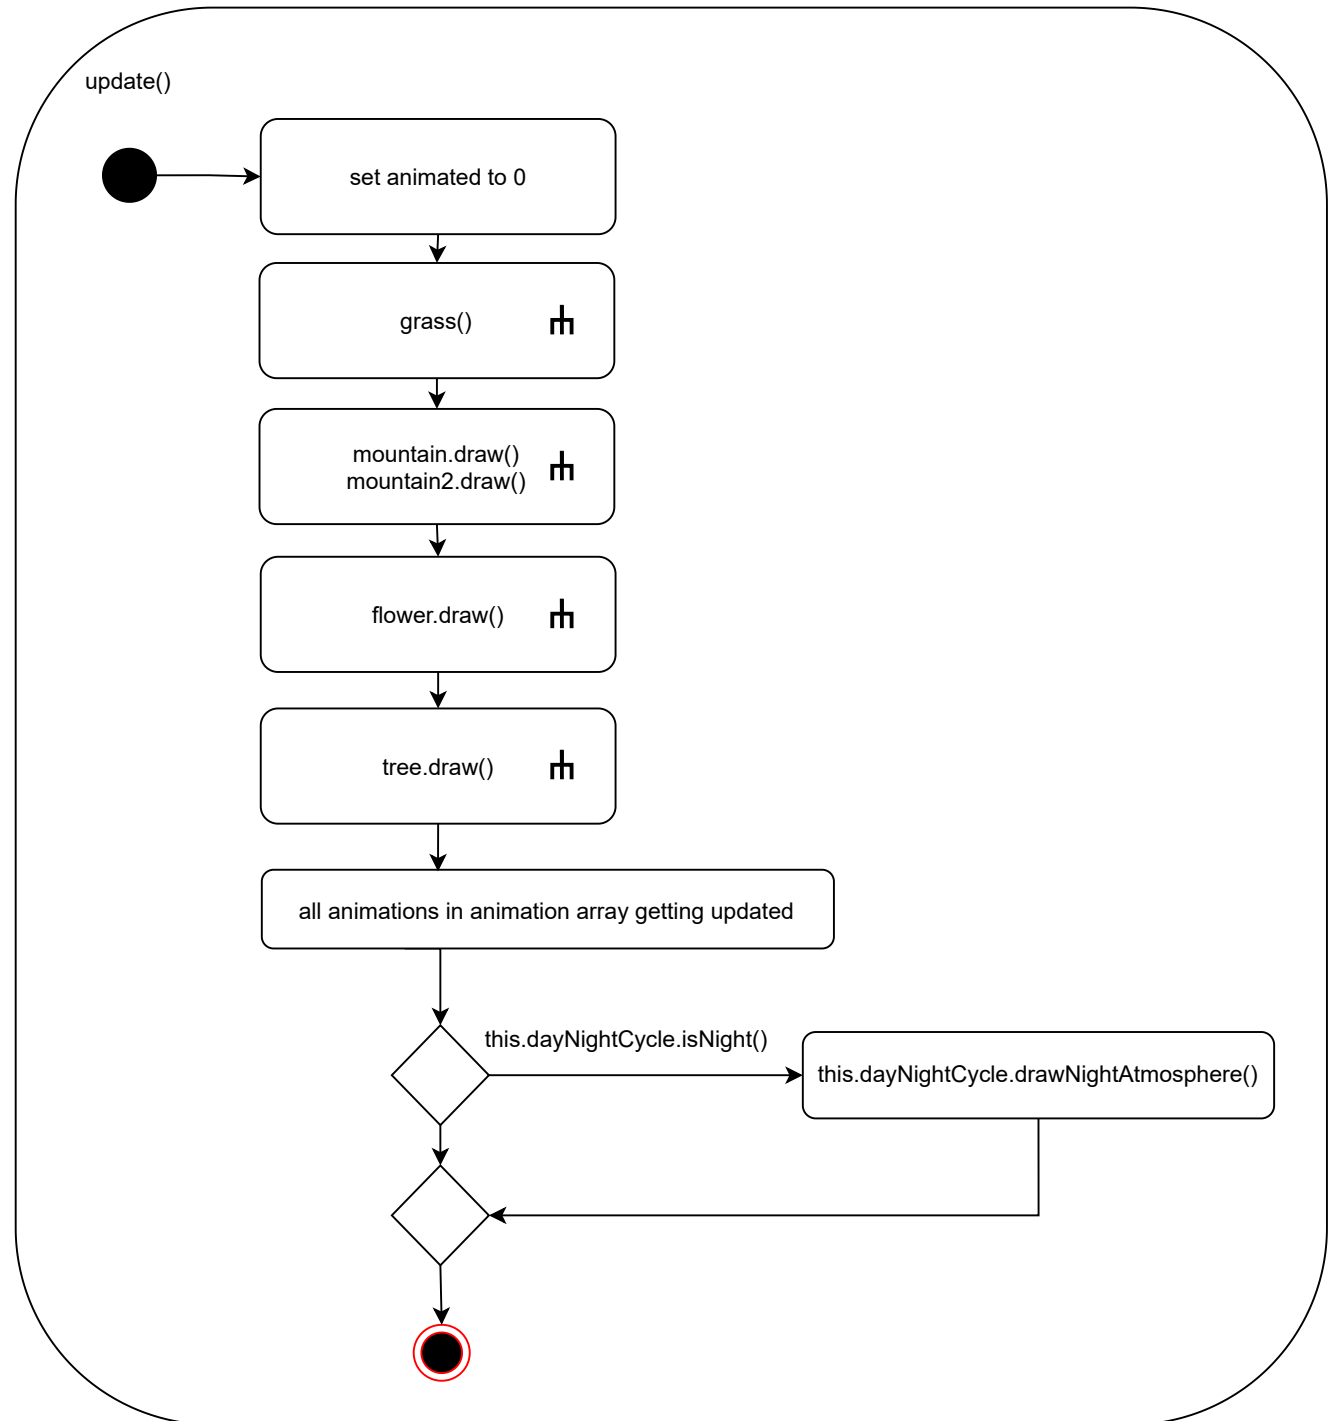 update()
set animated to 0
grass()
mountain.draw()
mountain2.draw()
flower.draw()
tree.draw()
all animations in animation array getting updated
this.dayNightCycle.isNight()
this.dayNightCycle.drawNightAtmosphere()